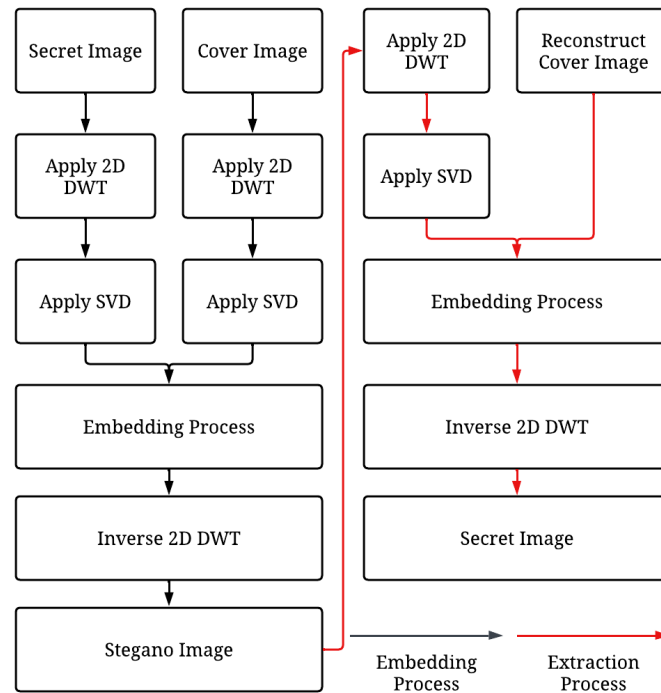 Secret Image
Cover Image
Apply 2D
DWT
Apply 2D
DWT
Apply SVD
Apply SVD
Embedding Process
Inverse 2D DWT
Stegano Image
Apply 2D
DWT
Reconstruct
Cover Image
Apply SVD
Embedding Process
Inverse 2D DWT
Secret Image
Embedding
Process
Extraction
Process